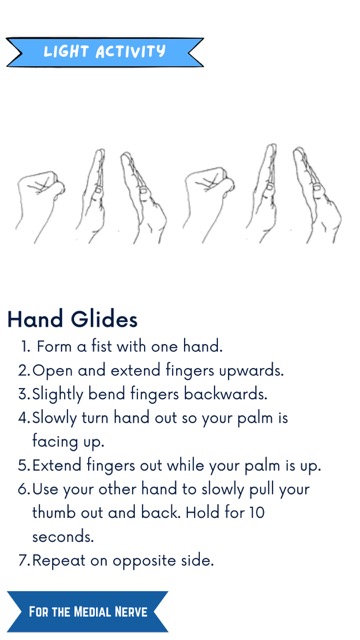 LIGHT ACTIVITY
Hand Glides
1. Form a fist with one hand.
2. Open and extend fingers upwards.
3. Slightly bend fingers backwards.
4. Slowly turn hand out so your palm is
facing up.
5. Extend fingers out while your palm is up.
6. Use your other hand to slowly pull your
thumb out and back. Hold for 10
seconds.
7. Repeat on opposite side.
FOR THE MEDIAL NERVE